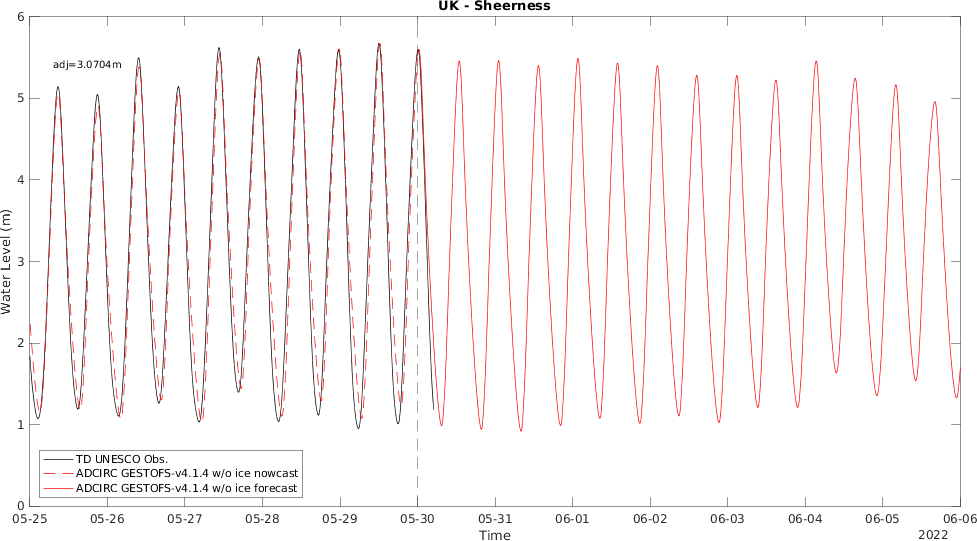 UK - Sheerness
6
adj=3.0704m
5
4
3
Water Level (m)
2
1
TD UNESCO Obs.
ADCIRC GESTOFS-v4.1.4 w/o ice nowcast
ADCIRC GESTOFS-v4.1.4 w/o ice forecast
0
05-25 05-26 05-27 05-28 05-29 05-30 05-31 06-01 06-02 06-03 06-04 06-05 06-06
Time
2022